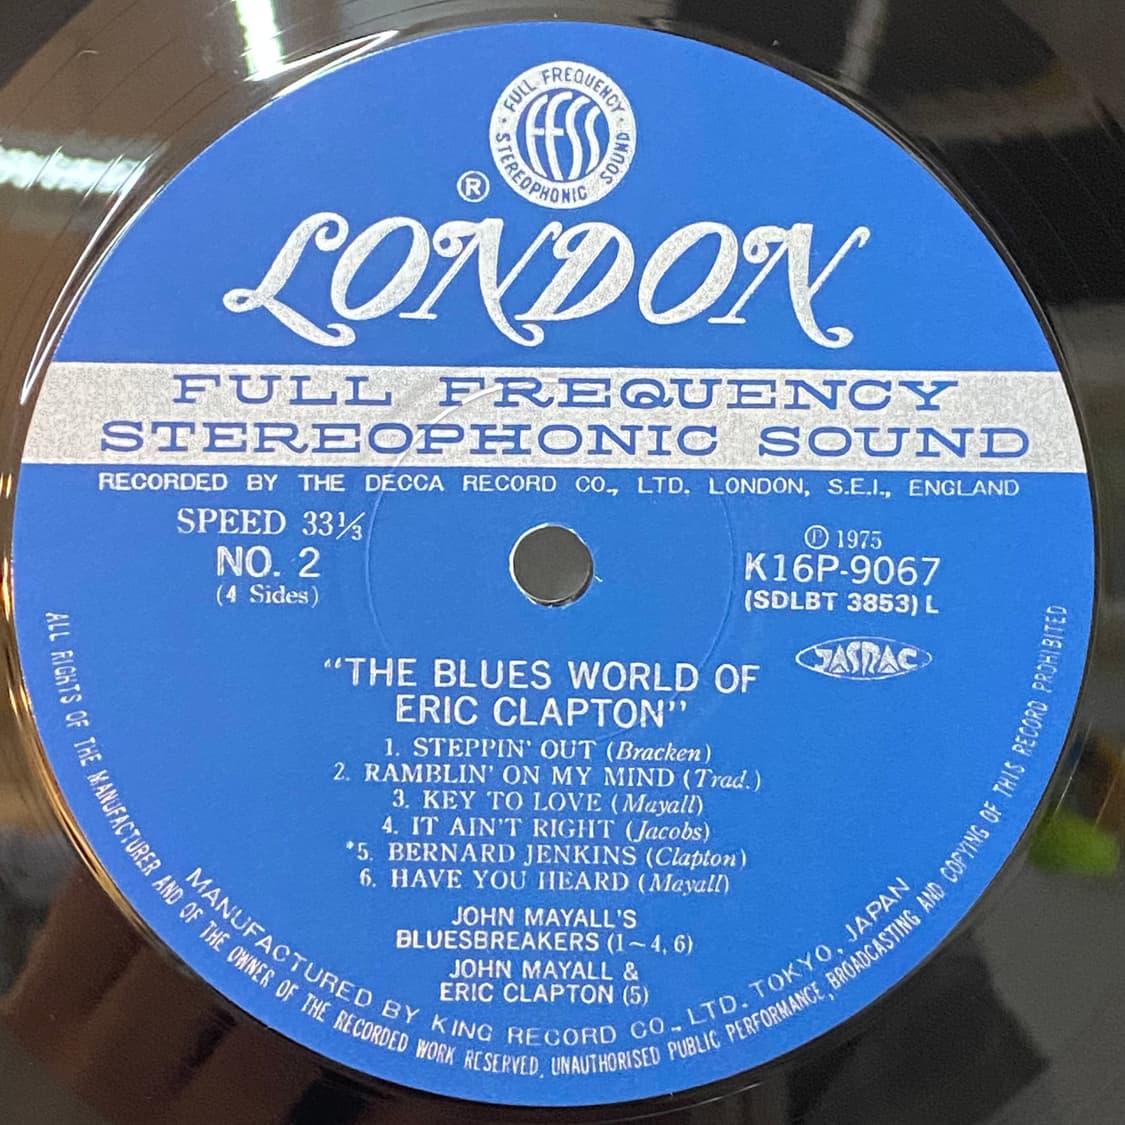 · FULL FREQUENCY · STEREOPHONIC SOUND
FFSS
®
LONDON
FULL FREQUENCY
STEREOPHONIC SOUND
RECORDED BY THE DECCA RECORD CO., LTD. LONDON, S.E.I., ENGLAND
SPEED 33⅓
NO. 2
(4 Sides)
℗ 1975
K16P-9067
(SDLBT 3853) L
JASRAC
"THE BLUES WORLD OF
ERIC CLAPTON"
1. STEPPIN' OUT (Bracken)
2. RAMBLIN' ON MY MIND (Trad.)
3. KEY TO LOVE (Mayall)
4. IT AIN'T RIGHT (Jacobs)
*5. BERNARD JENKINS (Clapton)
6. HAVE YOU HEARD (Mayall)
JOHN MAYALL'S
BLUESBREAKERS (1~4, 6)
JOHN MAYALL &
ERIC CLAPTON (5)
MANUFACTURED BY KING RECORD CO., LTD. TOKYO, JAPAN
ALL RIGHTS OF THE MANUFACTURER AND OF THE OWNER OF THE RECORDED WORK RESERVED. UNAUTHORISED PUBLIC PERFORMANCE, BROADCASTING AND COPYING OF THIS RECORD PROHIBITED